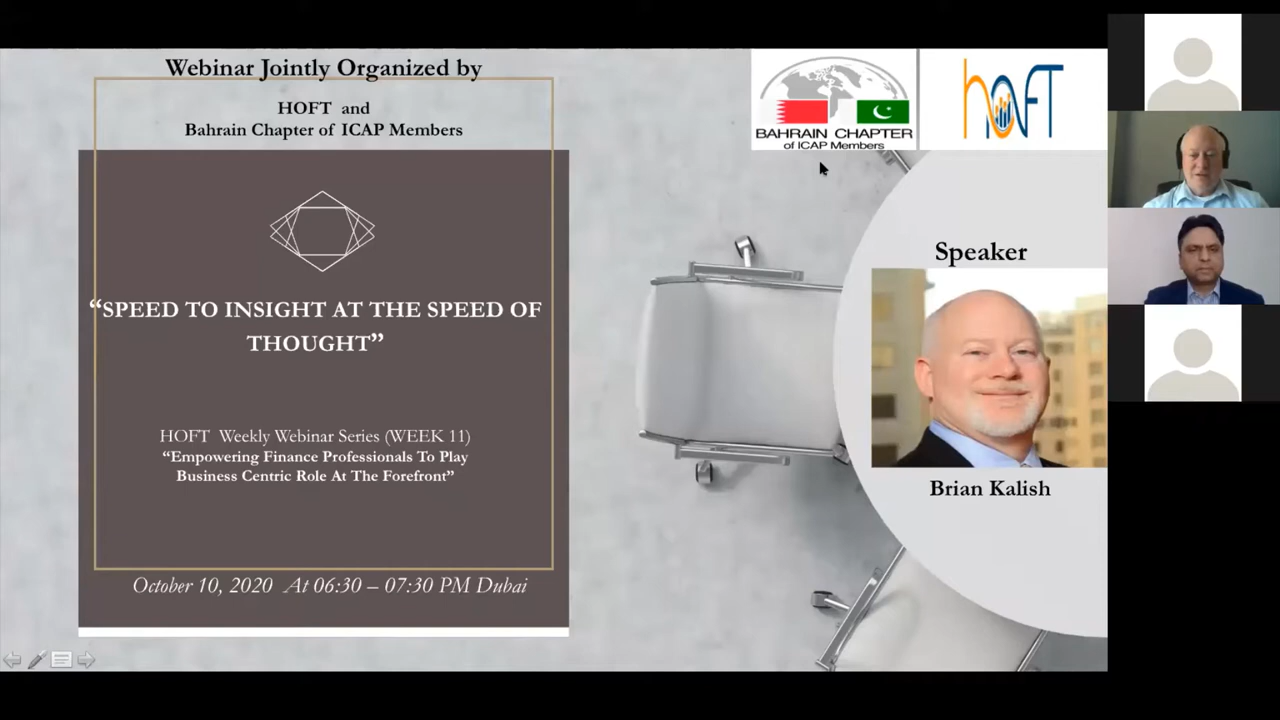 Webinar Jointly Organized by
HOFT and
Bahrain Chapter of ICAP Members
“SPEED TO INSIGHT AT THE SPEED OF
THOUGHT”
HOFT Weekly Webinar Series (WEEK 11)
“Empowering Finance Professionals To Play
Business Centric Role At The Forefront”
October 10, 2020 At 06:30 – 07:30 PM Dubai
BAHRAIN CHAPTER
of ICAP Members
hoFT
Speaker
Brian Kalish